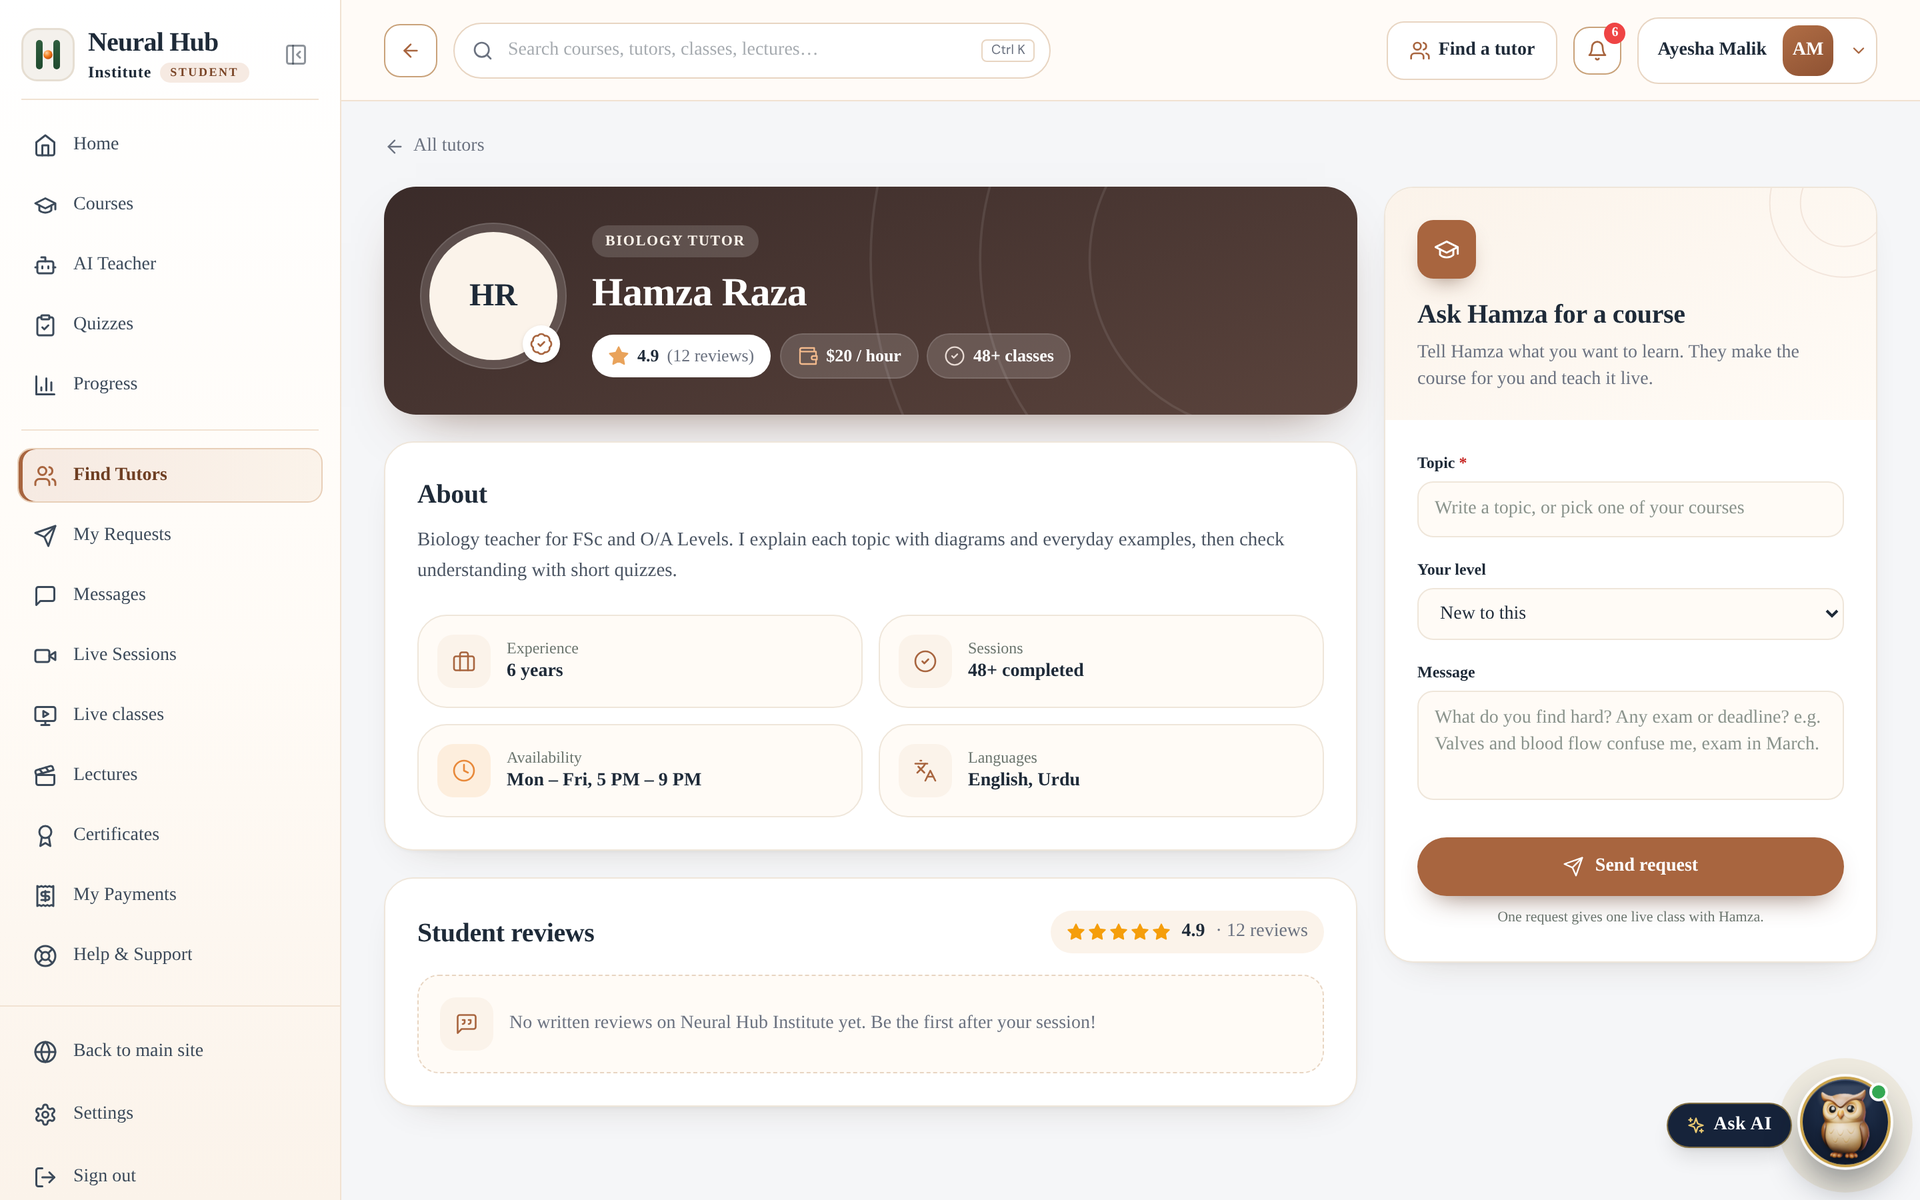 Neural Hub
Institute STUDENT
Search courses, tutors, classes, lectures…
Ctrl K
Find a tutor
6
Ayesha Malik
AM
Home
Courses
AI Teacher
Quizzes
Progress
Find Tutors
My Requests
Messages
Live Sessions
Live classes
Lectures
Certificates
My Payments
Help & Support
Back to main site
Settings
Sign out
All tutors
HR
BIOLOGY TUTOR
Hamza Raza
4.9 (12 reviews)
$20 / hour
48+ classes
About
Biology teacher for FSc and O/A Levels. I explain each topic with diagrams and everyday examples, then check
understanding with short quizzes.
Experience
6 years
Sessions
48+ completed
Availability
Mon – Fri, 5 PM – 9 PM
Languages
English, Urdu
Student reviews
4.9 · 12 reviews
No written reviews on Neural Hub Institute yet. Be the first after your session!
Ask Hamza for a course
Tell Hamza what you want to learn. They make the
course for you and teach it live.
Topic *
Write a topic, or pick one of your courses
Your level
New to this
Message
What do you find hard? Any exam or deadline? e.g.
Valves and blood flow confuse me, exam in March.
Send request
One request gives one live class with Hamza.
Ask AI